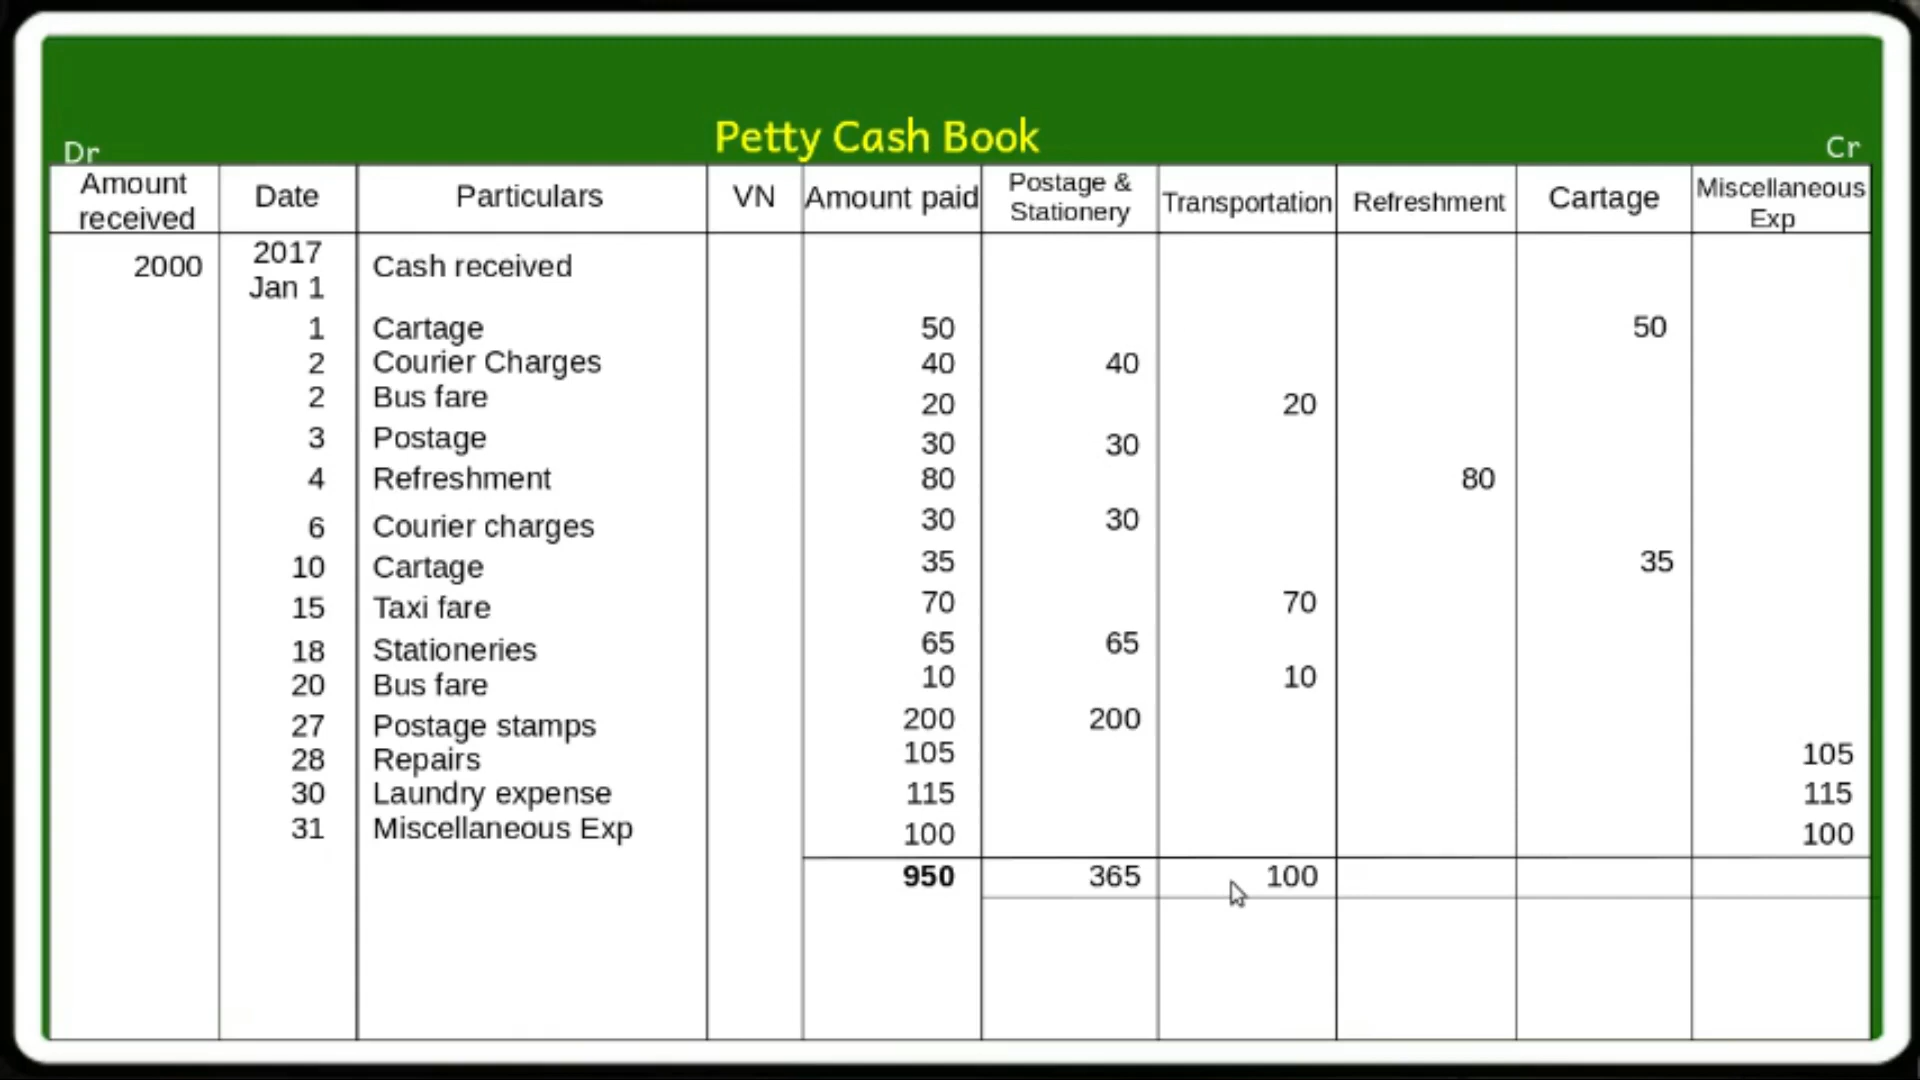 Petty Cash Book
Dr Cr
Amount received Date Particulars VN Amount paid Postage & Stationery Transportation Refreshment Cartage Miscellaneous Exp
2000 2017 Jan 1 Cash received
1 Cartage 50 50
2 Courier Charges 40 40
2 Bus fare 20 20
3 Postage 30 30
4 Refreshment 80 80
6 Courier charges 30 30
10 Cartage 35 35
15 Taxi fare 70 70
18 Stationeries 65 65
20 Bus fare 10 10
27 Postage stamps 200 200
28 Repairs 105 105
30 Laundry expense 115 115
31 Miscellaneous Exp 100 100
950 365 100